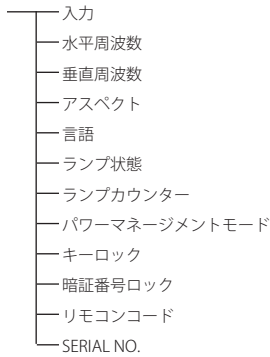 入力
水平周波数
垂直周波数
アスペクト
言語
ランプ状態
ランプカウンター
パワーマネージメントモード
キーロック
暗証番号ロック
リモコンコード
SERIAL NO.